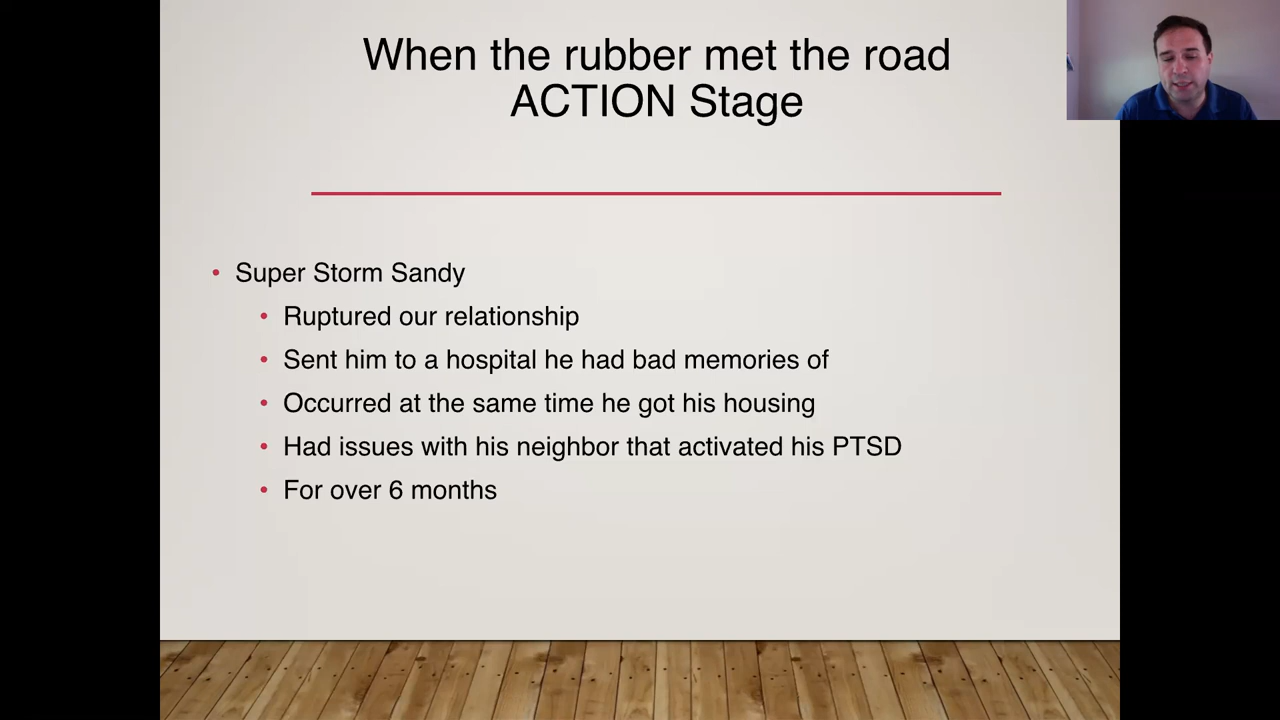 When the rubber met the road
ACTION Stage
• Super Storm Sandy
• Ruptured our relationship
• Sent him to a hospital he had bad memories of
• Occurred at the same time he got his housing
• Had issues with his neighbor that activated his PTSD
• For over 6 months